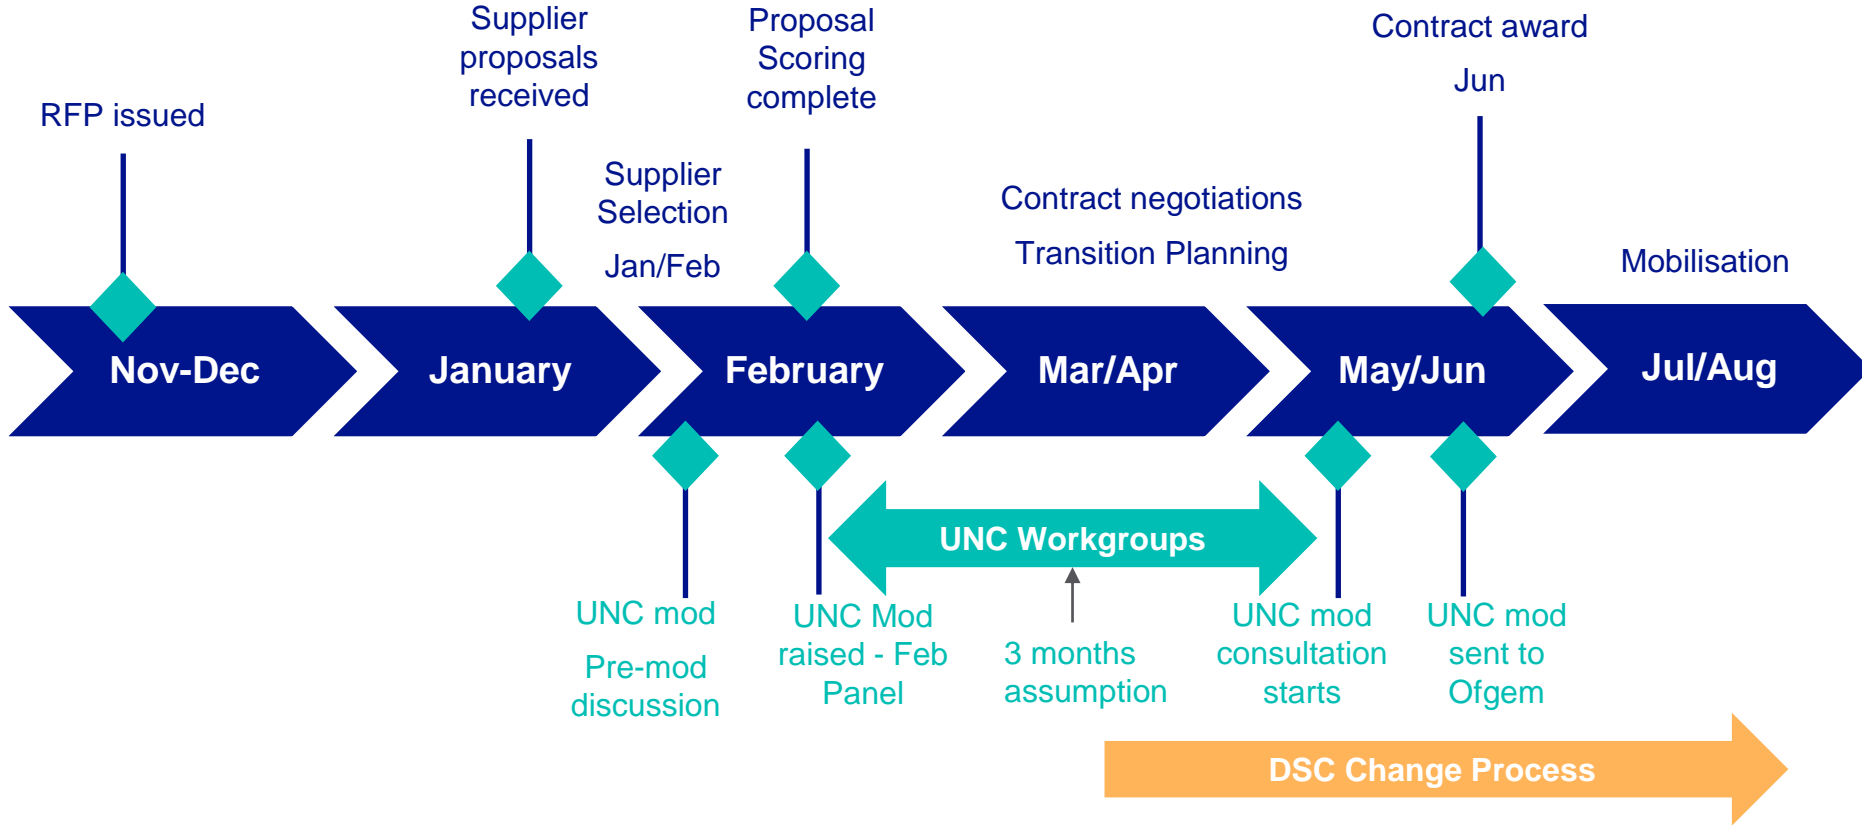 RFP issued
Supplier
proposals
received
Supplier
Selection
Jan/Feb
Proposal
Scoring
complete
Contract negotiations
Transition Planning
Contract award
Jun
Mobilisation
Nov-Dec
January
February
Mar/Apr
May/Jun
Jul/Aug
UNC Workgroups
UNC mod
Pre-mod
discussion
UNC Mod
raised - Feb
Panel
3 months
assumption
UNC mod
consultation
starts
UNC mod
sent to
Ofgem
DSC Change Process